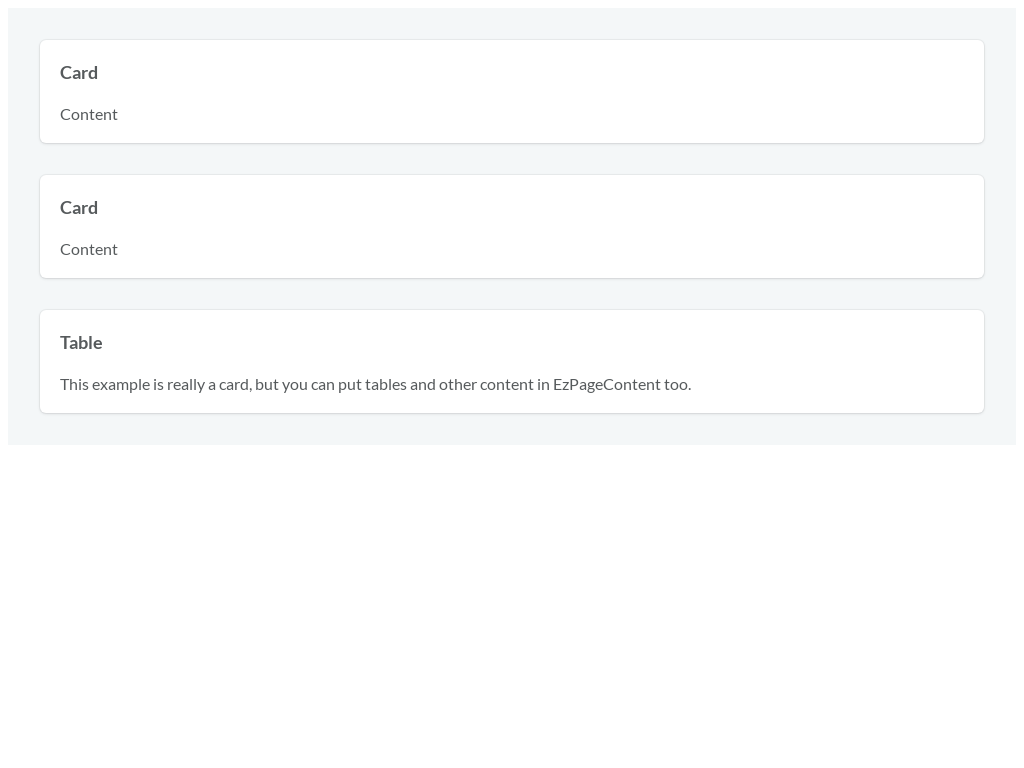 Card
Content
Card
Content
Table
This example is really a card, but you can put tables and other content in EzPageContent too.